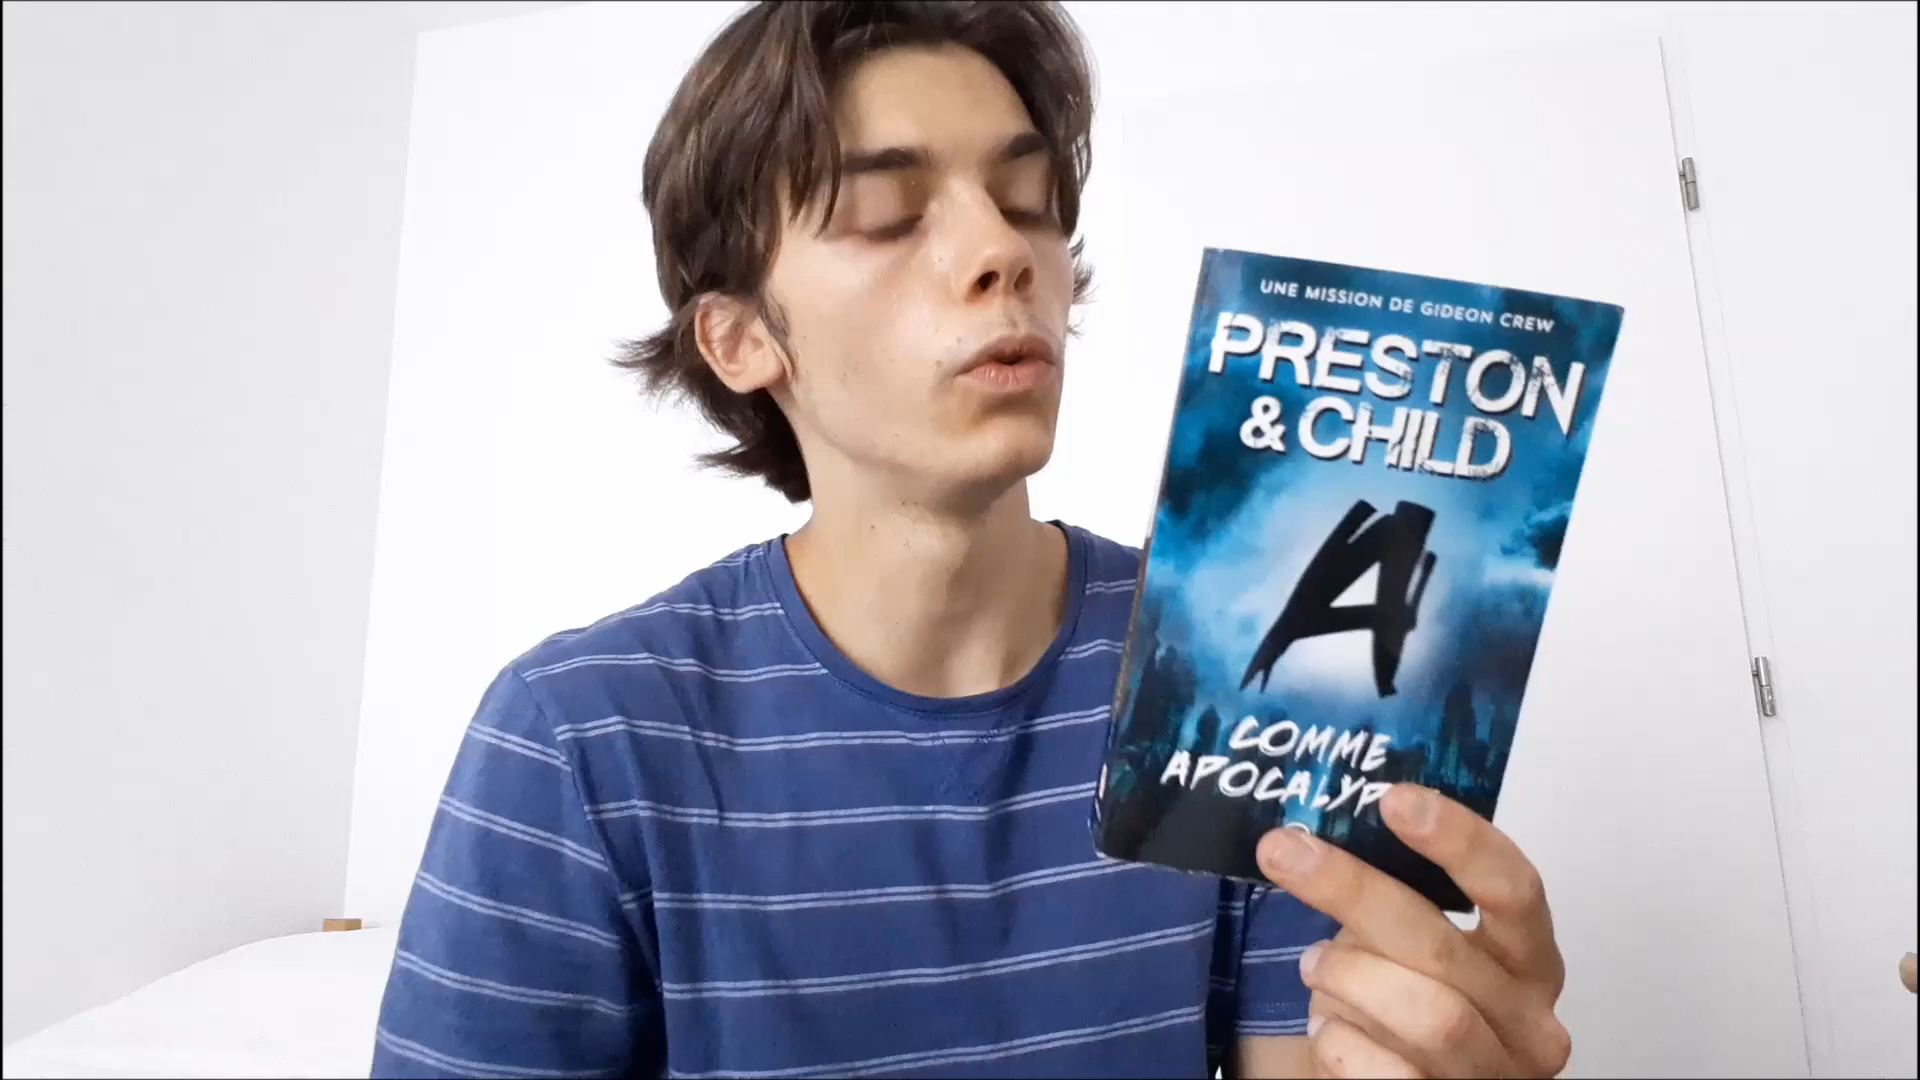 UNE MISSION DE GIDEON CREW
PRESTON
& CHILD
A
COMME